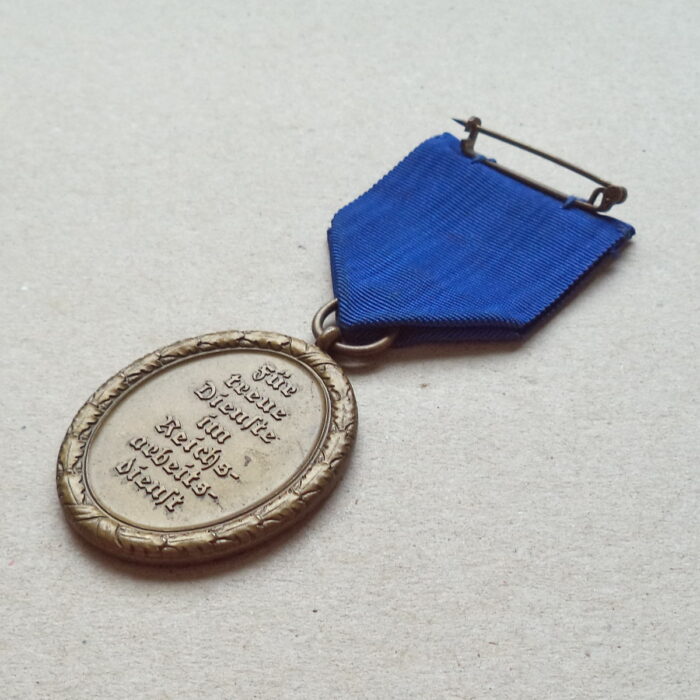 Für
treue
Dienste
im
Reichs-
arbeits-
dienst